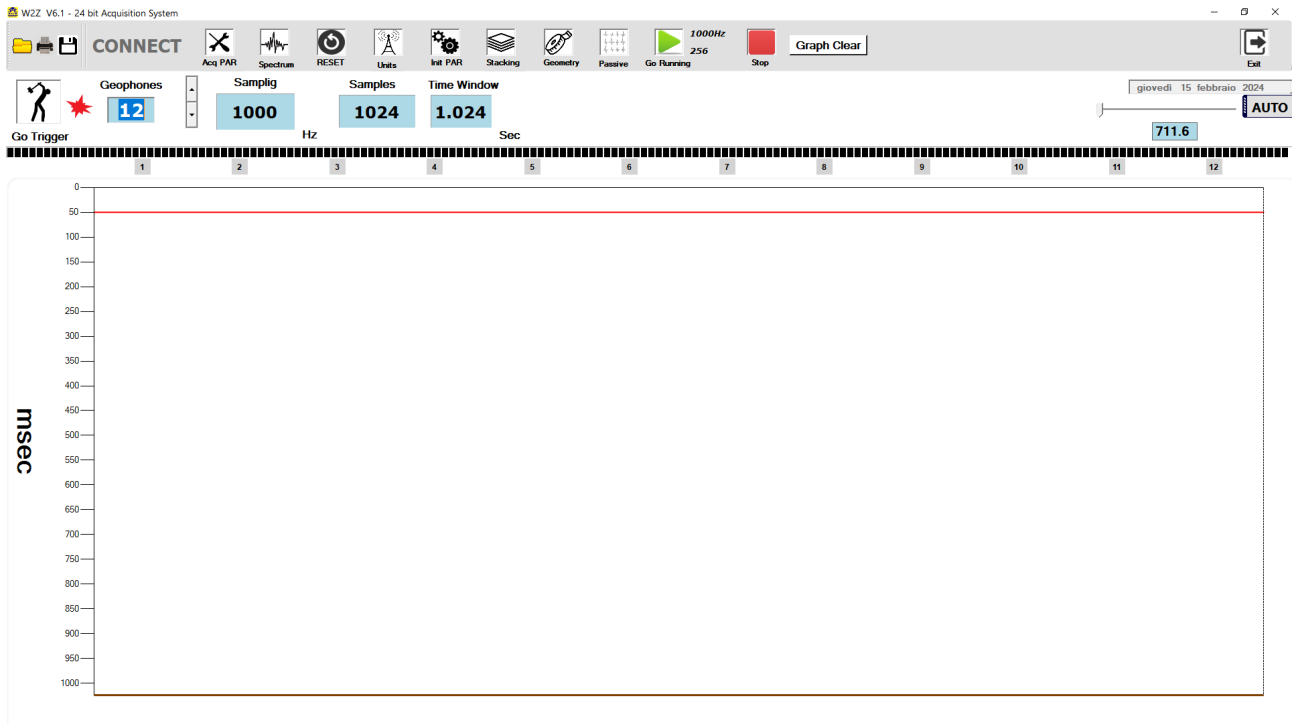 W2Z V6.1 - 24 bit Acquisition System
CONNECT
Acq PAR
Spectrum
RESET
Units
Init PAR
Stacking
Geometry
Passive
Go Running
1000Hz
256
Stop
Graph Clear
Exit
Go Trigger
Geophones
12
Samplig
1000
Hz
Samples
1024
Time Window
1.024
Sec
giovedì 15 febbraio 2024
AUTO
711.6
1 2 3 4 5 6 7 8 9 10 11 12
msec
0
50
100
150
200
250
300
350
400
450
500
550
600
650
700
750
800
850
900
950
1000